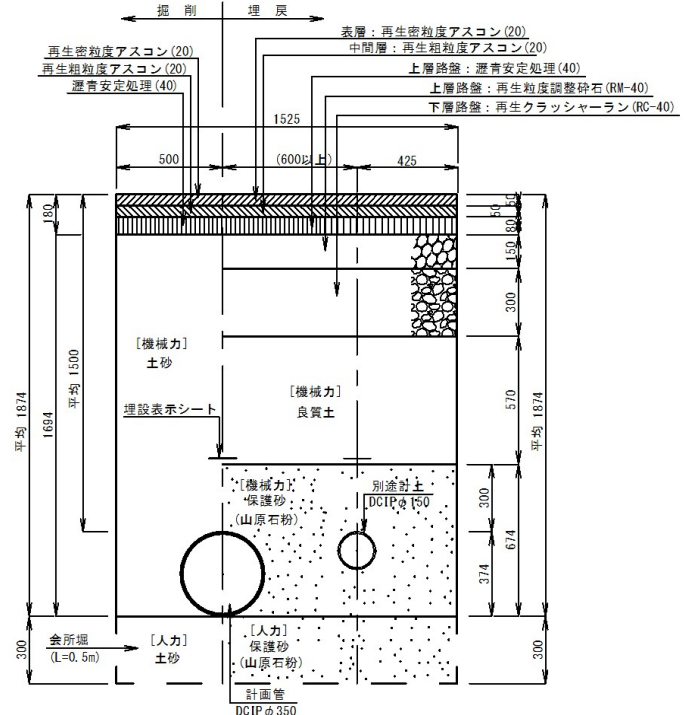 掘削
埋戻
表層：再生密粒度アスコン(20)
再生密粒度アスコン(20)
中間層：再生粗粒度アスコン(20)
再生粗粒度アスコン(20)
上層路盤：瀝青安定処理(40)
瀝青安定処理(40)
上層路盤：再生粒度調整砕石(RM-40)
下層路盤：再生クラッシャーラン(RC-40)
1525
500
(600以上)
425
180
50
50
80
150
300
[機械力]
土砂
平均 1500
平均 1874
1694
[機械力]
良質土
570
平均 1874
埋設表示シート
[機械力]
保護砂
(山原石粉)
別途計上
DCIPφ150
300
674
374
会所堀
(L=0.5m)
[人力]
土砂
[人力]
保護砂
(山原石粉)
300
300
300
計画管
DCIPφ350